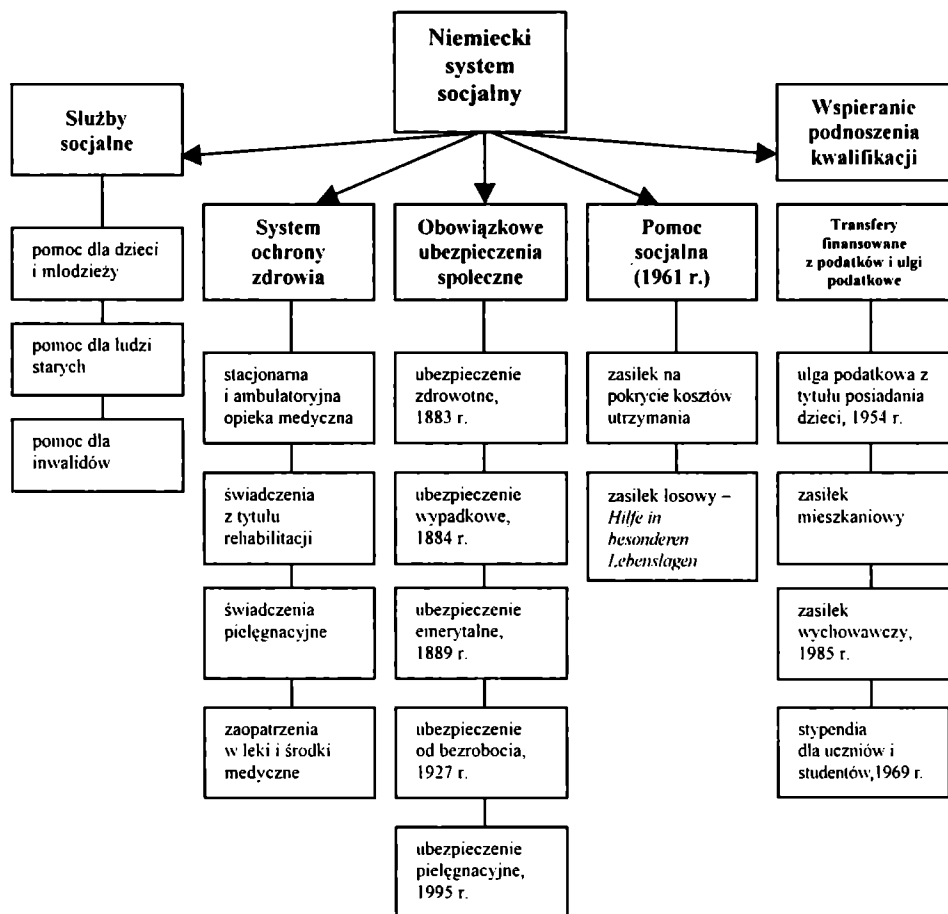 Niemiecki
system
socjalny
Służby
socjalne
Wspieranie
podnoszenia
kwalifikacji
pomoc dla dzieci
i młodzieży
pomoc dla ludzi
starych
pomoc dla
inwalidów
System
ochrony
zdrowia
stacjonarna
i ambulatoryjna
opieka medyczna
świadczenia
z tytułu
rehabilitacji
świadczenia
pielęgnacyjne
zaopatrzenia
w leki i środki
medyczne
Obowiązkowe
ubezpieczenia
społeczne
ubezpieczenie
zdrowotne,
1883 r.
ubezpieczenie
wypadkowe,
1884 r.
ubezpieczenie
emerytalne,
1889 r.
ubezpieczenie
od bezrobocia,
1927 r.
ubezpieczenie
pielęgnacyjne,
1995 r.
Pomoc
socjalna
(1961 r.)
zasiłek na
pokrycie kosztów
utrzymania
zasiłek losowy –
Hilfe in
besonderen
Lebenslagen
Transfery
finansowane
z podatków i ulgi
podatkowe
ulga podatkowa z
tytułu posiadania
dzieci, 1954 r.
zasiłek
mieszkaniowy
zasiłek
wychowawczy,
1985 r.
stypendia
dla uczniów i
studentów,1969 r.